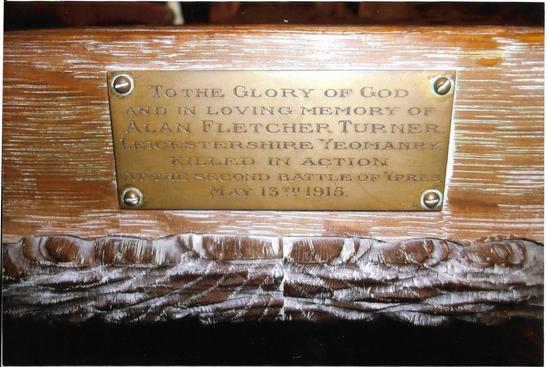 TO THE GLORY OF GOD
AND IN LOVING MEMORY OF
ALAN FLETCHER TURNER.
LEICESTERSHIRE YEOMANRY.
KILLED IN ACTION
AT THE SECOND BATTLE OF YPRES
MAY 13TH 1915.